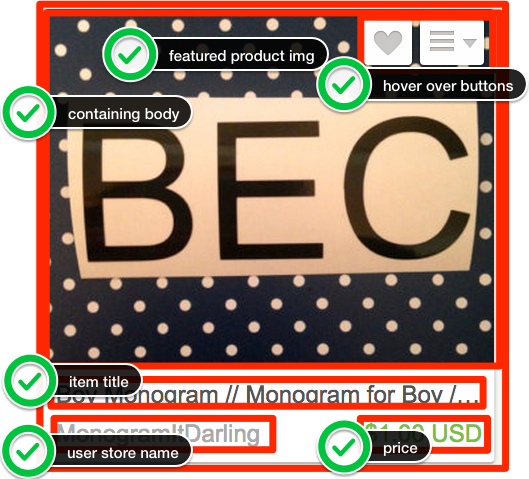 featured product img
hover over buttons
containing body
BEC
item title
Boy Monogram // Monogram for Boy /...
MonogramItDarling
$1.00 USD
user store name
price